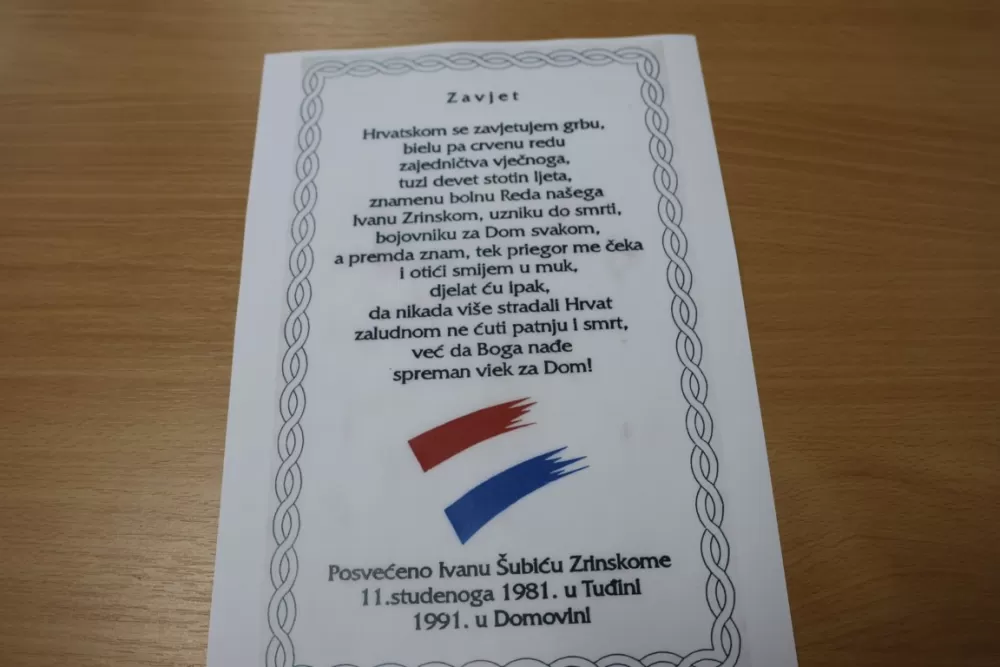 Zavjet
Hrvatskom se zavjetujem grbu,
bielu pa crvenu redu
zajedničtva vječnoga,
tuzi devet stotin ljeta,
znamenu bolnu Reda našega
Ivanu Zrinskom, uzniku do smrti,
bojovniku za Dom svakom,
a premda znam, tek priegor me čeka
i otići smijem u muk,
djelat ću ipak,
da nikada više stradali Hrvat
zaludnom ne ćuti patnju i smrt,
već da Boga nađe
spreman viek za Dom!
Posvećeno Ivanu Šubiću Zrinskome
11.studenoga 1981. u Tuđini
1991. u Domovini